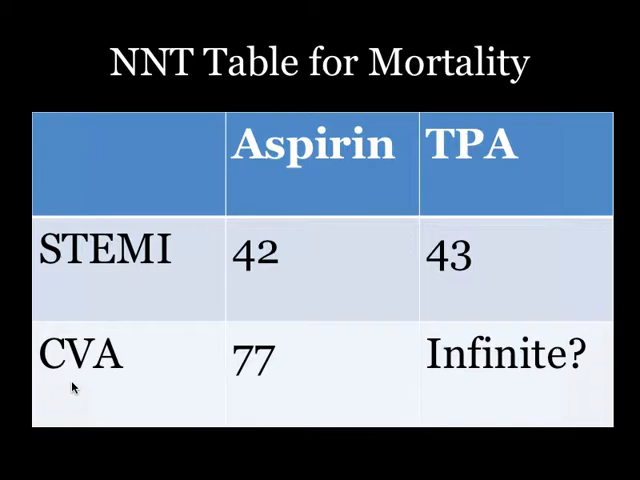 NNT Table for Mortality
Aspirin TPA
STEMI 42 43
CVA 77 Infinite?